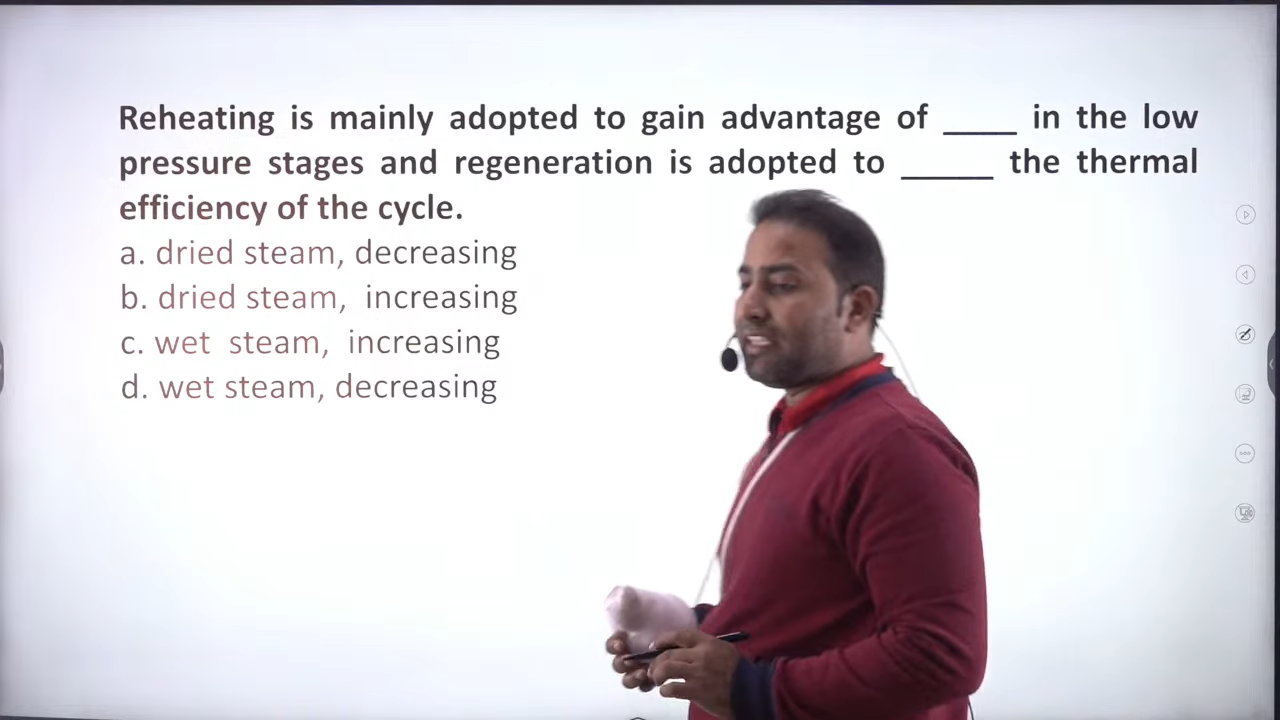 Reheating is mainly adopted to gain advantage of ____ in the low
pressure stages and regeneration is adopted to _____ the thermal
efficiency of the cycle.
a. dried steam, decreasing
b. dried steam, increasing
c. wet steam, increasing
d. wet steam, decreasing